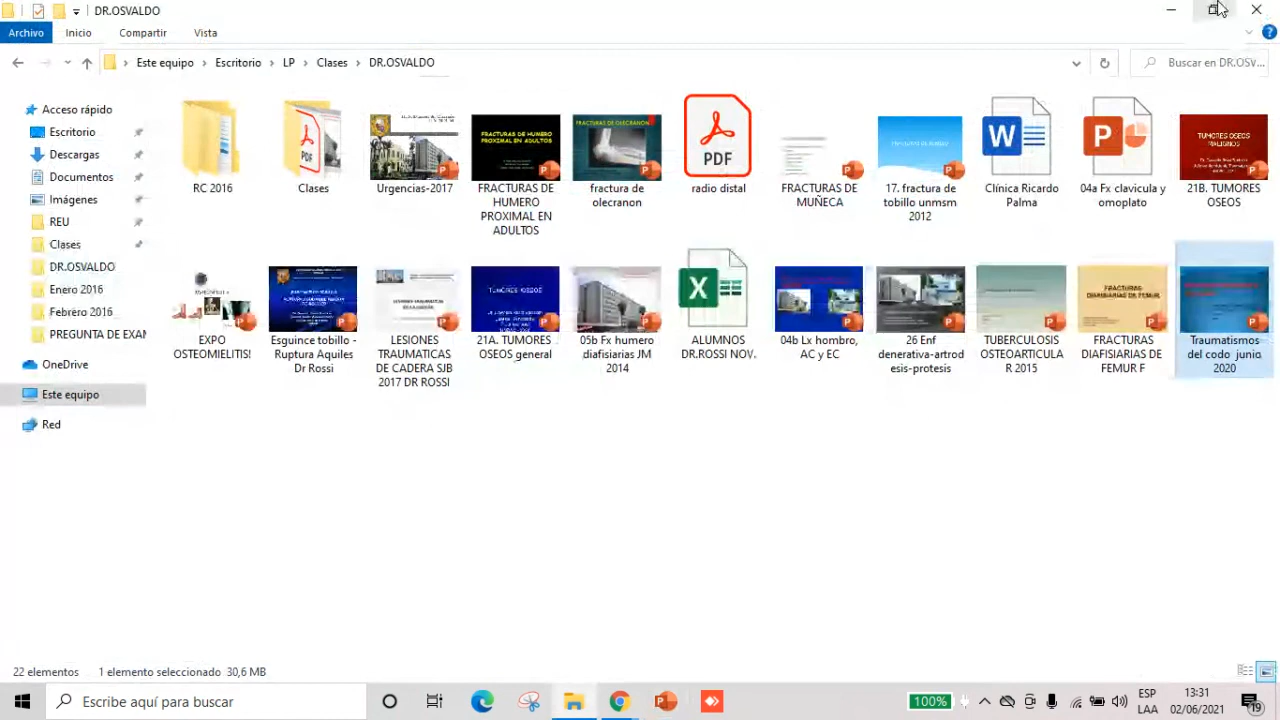 DR.OSVALDO
Archivo Inicio Compartir Vista
Este equipo > Escritorio > LP > Clases > DR.OSVALDO
Buscar en DR.OSV...
Acceso rápido
Escritorio
Descargas
Documentos
Imágenes
REU
Clases
DR.OSVALDO
Enero 2016
Febrero 2016
PREGUNTA DE EXAM
OneDrive
Este equipo
Red
RC 2016
PDF
Clases
Urgencias-2017
FRACTURAS DE HUMERO
PROXIMAL EN ADULTOS
FRACTURAS DE
HUMERO
PROXIMAL EN
ADULTOS
FRACTURAS DE OLECRANON
fractura de
olecranon
PDF
radio distal
FRACTURAS DE
MUÑECA
17. fractura de
tobillo unmsm
2012
Clínica Ricardo
Palma
04a Fx clavicula y
omoplato
TUMORES OSEOS
MALIGNOS
21B. TUMORES
OSEOS
EXPO
OSTEOMIELITIS!
Esguince tobillo -
Ruptura Aquiles
Dr Rossi
LESIONES
TRAUMATICAS
DE CADERA SJB
2017 DR ROSSI
TUMORES OSEOS
21A. TUMORES
OSEOS general
05b Fx humero
diafisiarias JM
2014
ALUMNOS
DR.ROSSI NOV.
04b Lx hombro,
AC y EC
26 Enf
denerativa-artrod
esis-protesis
TUBERCULOSIS
OSTEOARTICULA
R 2015
FRACTURAS
DIAFISIARIAS DE FEMUR
FRACTURAS
DIAFISIARIAS DE
FEMUR F
Traumatismos
del codo junio
2020
22 elementos 1 elemento seleccionado 30,6 MB
Escribe aquí para buscar
100%
ESP
LAA
13:31
02/06/2021
19